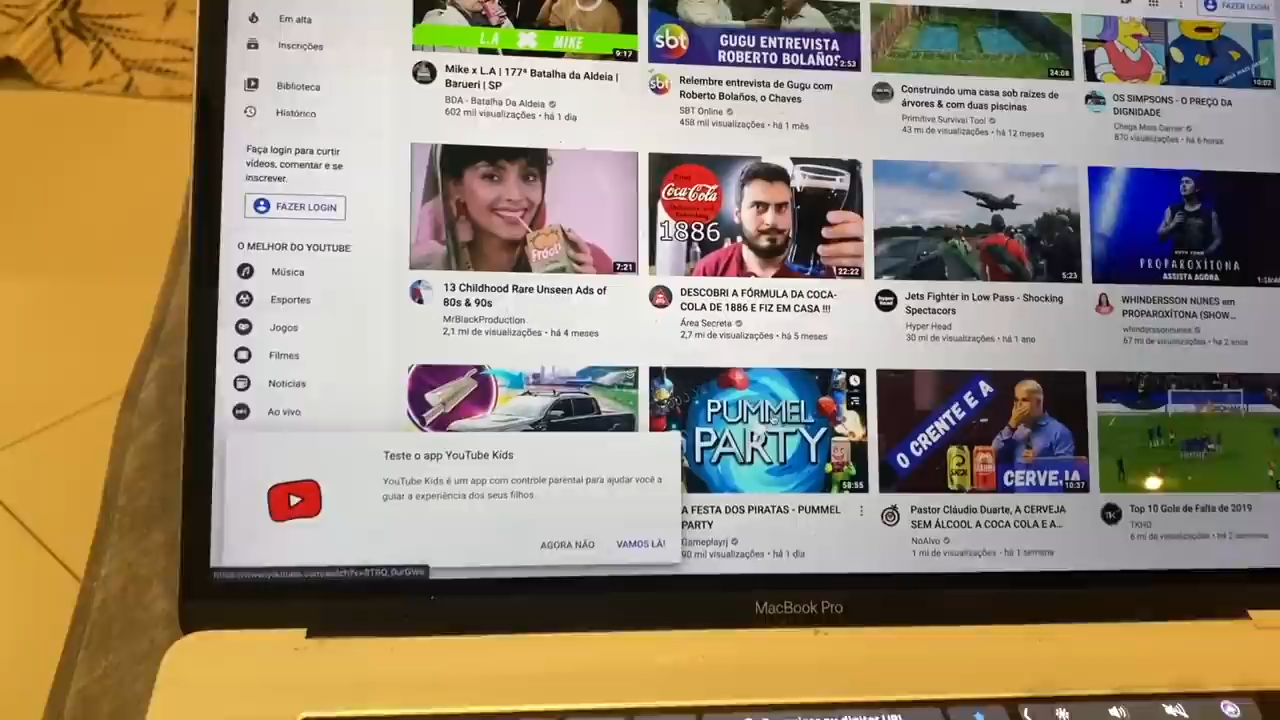 Em alta
Inscrições
Biblioteca
Histórico
Faça login para curtir
vídeos, comentar e se
inscrever.
FAZER LOGIN
O MELHOR DO YOUTUBE
Música
Esportes
Jogos
Filmes
Notícias
Ao vivo
FAZER LOGIN
L.A X MIKE
9:17
Mike x L.A | 177ª Batalha da Aldeia |
Barueri | SP
BDA - Batalha Da Aldeia
602 mil visualizações • há 1 dia
sbt
GUGU ENTREVISTA
ROBERTO BOLAÑOS
2:53
Relembre entrevista de Gugu com
Roberto Bolaños, o Chaves
SBT Online
458 mil visualizações • há 1 mês
24:08
Construindo uma casa sob raízes de
árvores & com duas piscinas
Primitive Survival Tool
43 mi de visualizações • há 12 meses
10:02
OS SIMPSONS - O PREÇO DA
DIGNIDADE
Chega Mais Carrier
870 visualizações • há 6 horas
Frooti
7:21
13 Childhood Rare Unseen Ads of
80s & 90s
MrBlackProduction
2,1 mi de visualizações • há 4 meses
Coca-Cola
1886
22:22
DESCOBRI A FÓRMULA DA COCA-
COLA DE 1886 E FIZ EM CASA !!!
Área Secreta
2,7 mi de visualizações • há 5 meses
5:23
Jets Fighter in Low Pass - Shocking
Spectacors
Hyper Head
30 mi de visualizações • há 1 ano
PROPAROXÍTONA
ASSISTA AGORA
WHINDERSSON NUNES em
PROPAROXÍTONA (SHOW...
whinderssonnunes
67 mi de visualizações • há 2 anos
PUMMEL
PARTY
58:55
A FESTA DOS PIRATAS - PUMMEL
PARTY
Gameplayrj
90 mil visualizações • há 1 dia
O CRENTE E A
CERVEJA
10:37
Pastor Cláudio Duarte, A CERVEJA
SEM ÁLCOOL A COCA COLA E A...
NoAlvo
1 mi de visualizações • há 1 semana
TK
Top 10 Gols de Falta de 2019
TKHD
6 mi de visualizações • há 2 semanas
Teste o app YouTube Kids
YouTube Kids é um app com controle parental para ajudar você a
guiar a experiência dos seus filhos.
AGORA NÃO
VAMOS LÁ!
MacBook Pro